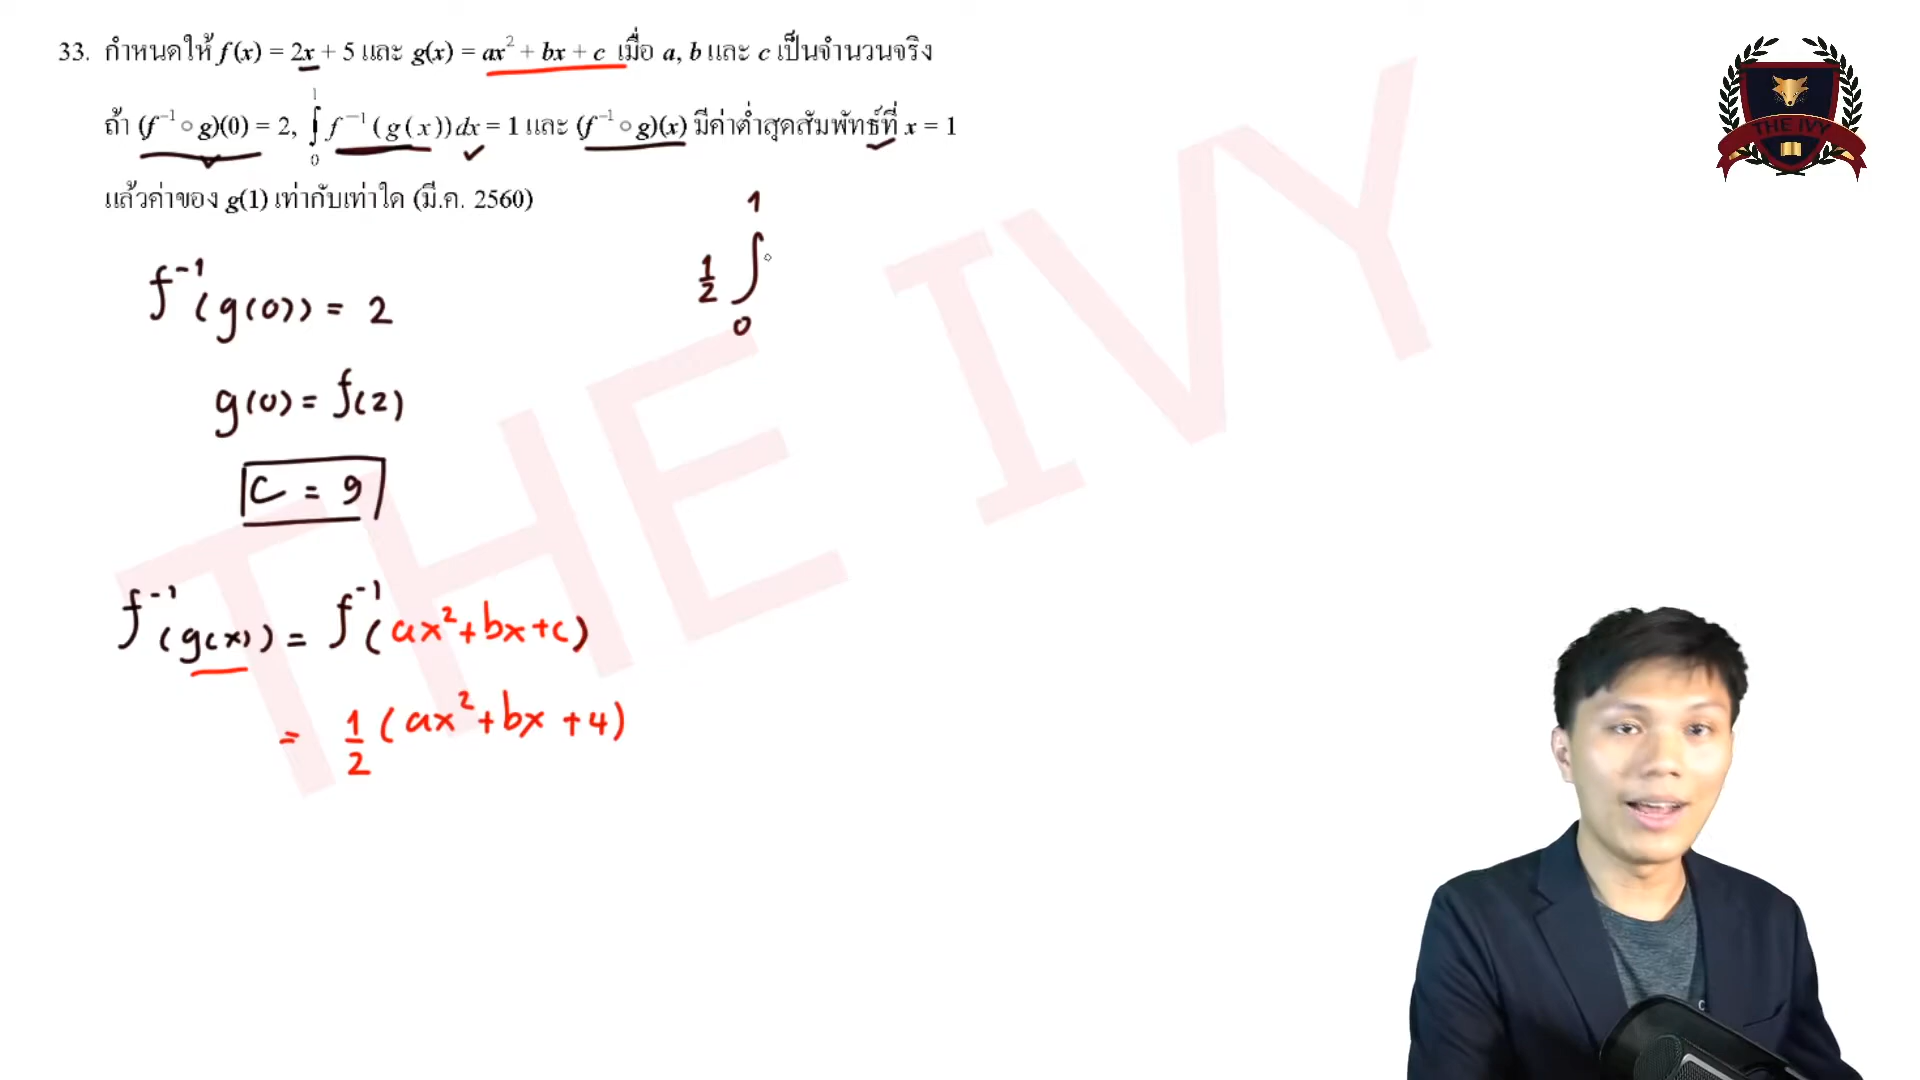 33. กำหนดให้ f(x) = 2x + 5 และ g(x) = ax² + bx + c เมื่อ a, b และ c เป็นจำนวนจริง
ถ้า (f⁻¹ ∘ g)(0) = 2, ∫₀¹ f⁻¹(g(x))dx = 1 และ (f⁻¹ ∘ g)(x) มีค่าต่ำสุดสัมพัทธ์ที่ x = 1
แล้วค่าของ g(1) เท่ากับเท่าใด (มี.ค. 2560)
f⁻¹(g(0)) = 2
1/2 ∫₀¹
g(0) = f(2)
c = 9
f⁻¹(g(x)) = f⁻¹(ax²+bx+c)
= 1/2 (ax²+bx+4)
THE IVY
THE IVY